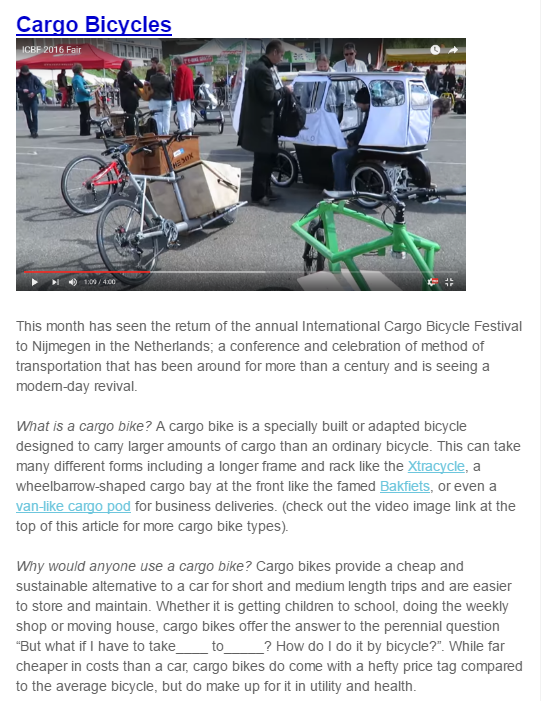 Cargo Bicycles
ICBF 2016 Fair
HEMIX
1:09 / 4:00
This month has seen the return of the annual International Cargo Bicycle Festival
to Nijmegen in the Netherlands; a conference and celebration of method of
transportation that has been around for more than a century and is seeing a
modern-day revival.
What is a cargo bike? A cargo bike is a specially built or adapted bicycle
designed to carry larger amounts of cargo than an ordinary bicycle. This can take
many different forms including a longer frame and rack like the Xtracycle, a
wheelbarrow-shaped cargo bay at the front like the famed Bakfiets, or even a
van-like cargo pod for business deliveries. (check out the video image link at the
top of this article for more cargo bike types).
Why would anyone use a cargo bike? Cargo bikes provide a cheap and
sustainable alternative to a car for short and medium length trips and are easier
to store and maintain. Whether it is getting children to school, doing the weekly
shop or moving house, cargo bikes offer the answer to the perennial question
“But what if I have to take____ to_____? How do I do it by bicycle?”. While far
cheaper in costs than a car, cargo bikes do come with a hefty price tag compared
to the average bicycle, but do make up for it in utility and health.